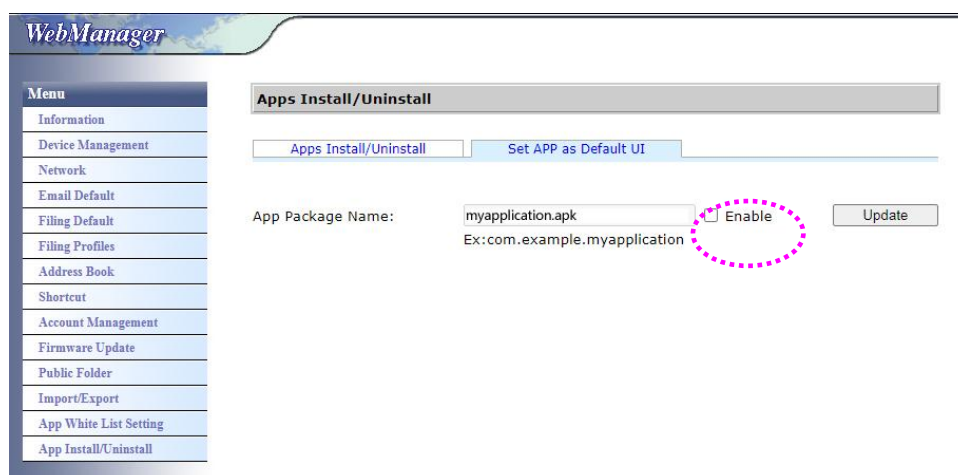 WebManager
Menu
Information
Device Management
Network
Email Default
Filing Default
Filing Profiles
Address Book
Shortcut
Account Management
Firmware Update
Public Folder
Import/Export
App White List Setting
App Install/Uninstall
Apps Install/Uninstall
Apps Install/Uninstall Set APP as Default UI
App Package Name: myapplication.apk Enable Update
Ex:com.example.myapplication